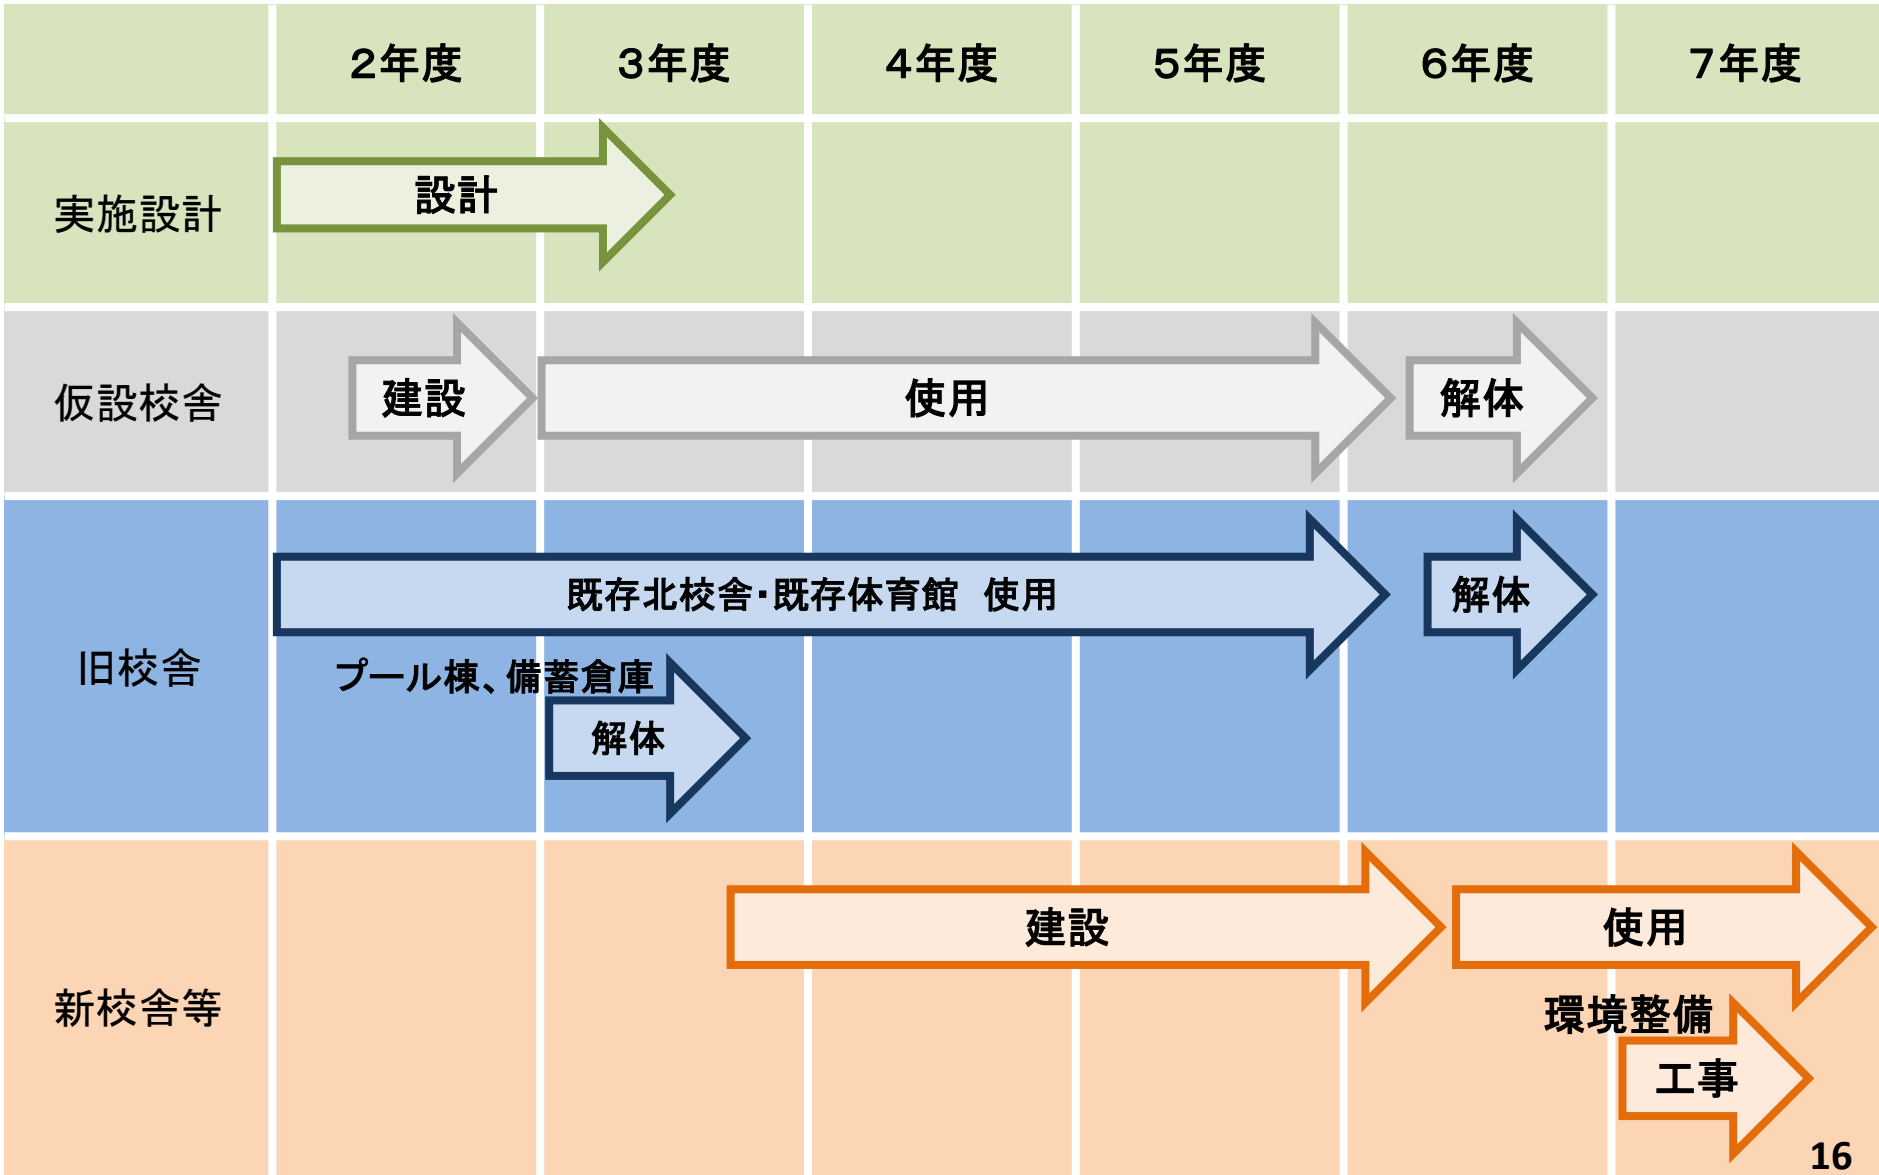 ２年度
３年度
４年度
５年度
６年度
７年度
実施設計
設計
仮設校舎
建設
使用
解体
旧校舎
既存北校舎・既存体育館　使用
解体
プール棟、備蓄倉庫
解体
新校舎等
建設
使用
環境整備
工事
16